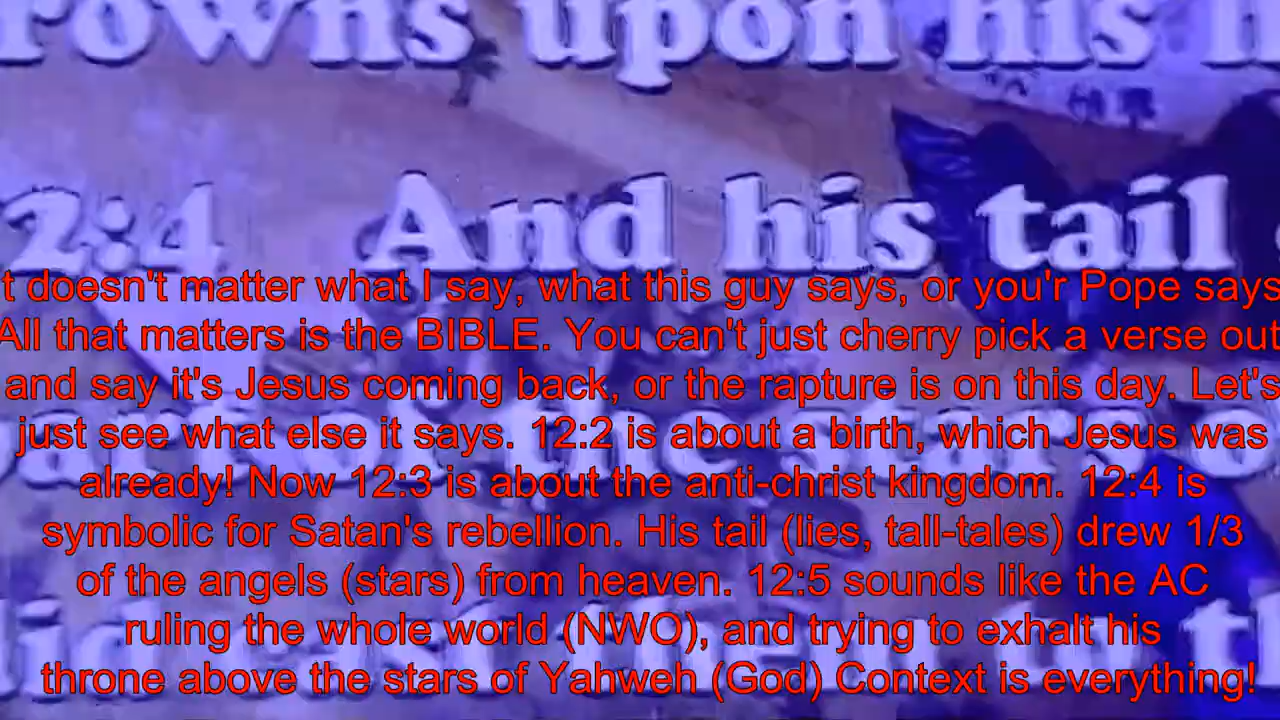 upon his
And his tail
t doesn't matter what I say, what this guy says, or you'r Pope says
All that matters is the BIBLE. You can't just cherry pick a verse out
and say it's Jesus coming back, or the rapture is on this day. Let's
just see what else it says. 12:2 is about a birth, which Jesus was
already! Now 12:3 is about the anti-christ kingdom. 12:4 is
symbolic for Satan's rebellion. His tail (lies, tall-tales) drew 1/3
of the angels (stars) from heaven. 12:5 sounds like the AC
ruling the whole world (NWO), and trying to exhalt his
throne above the stars of Yahweh (God) Context is everything!